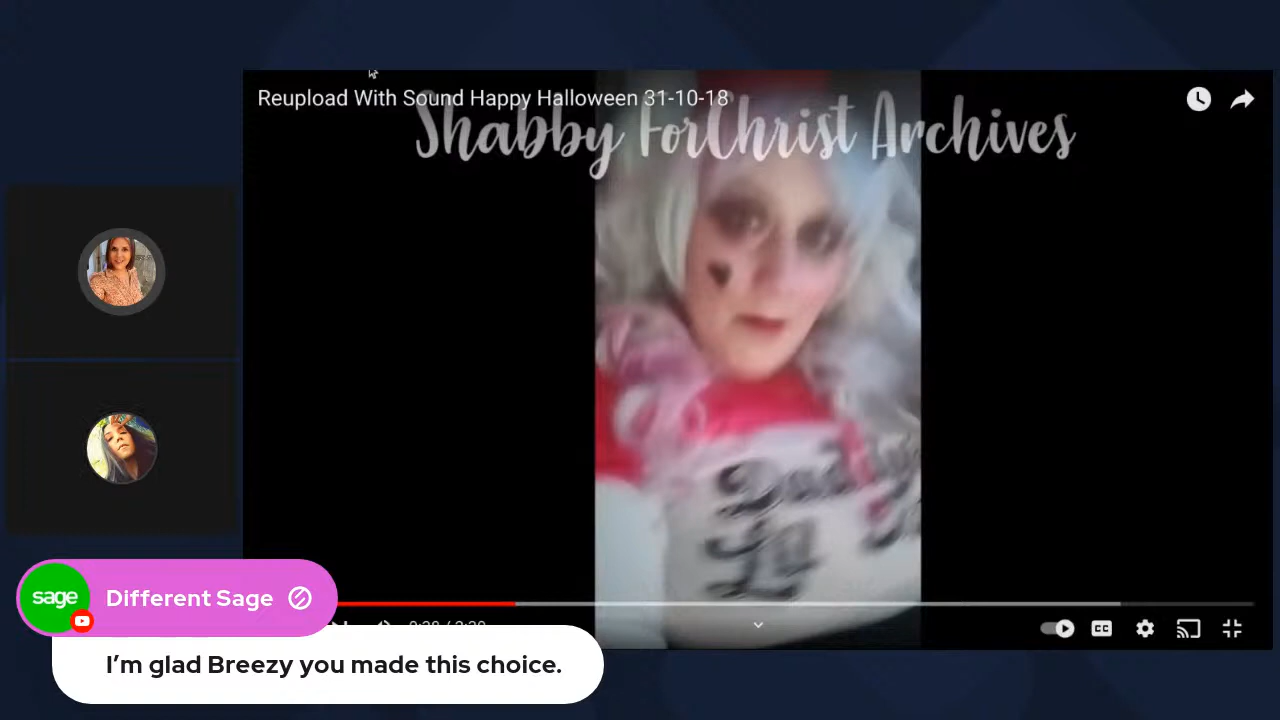 Reupload With Sound Happy Halloween 31-10-18
Shabby ForChrist Archives
CC
sage
Different Sage
I'm glad Breezy you made this choice.